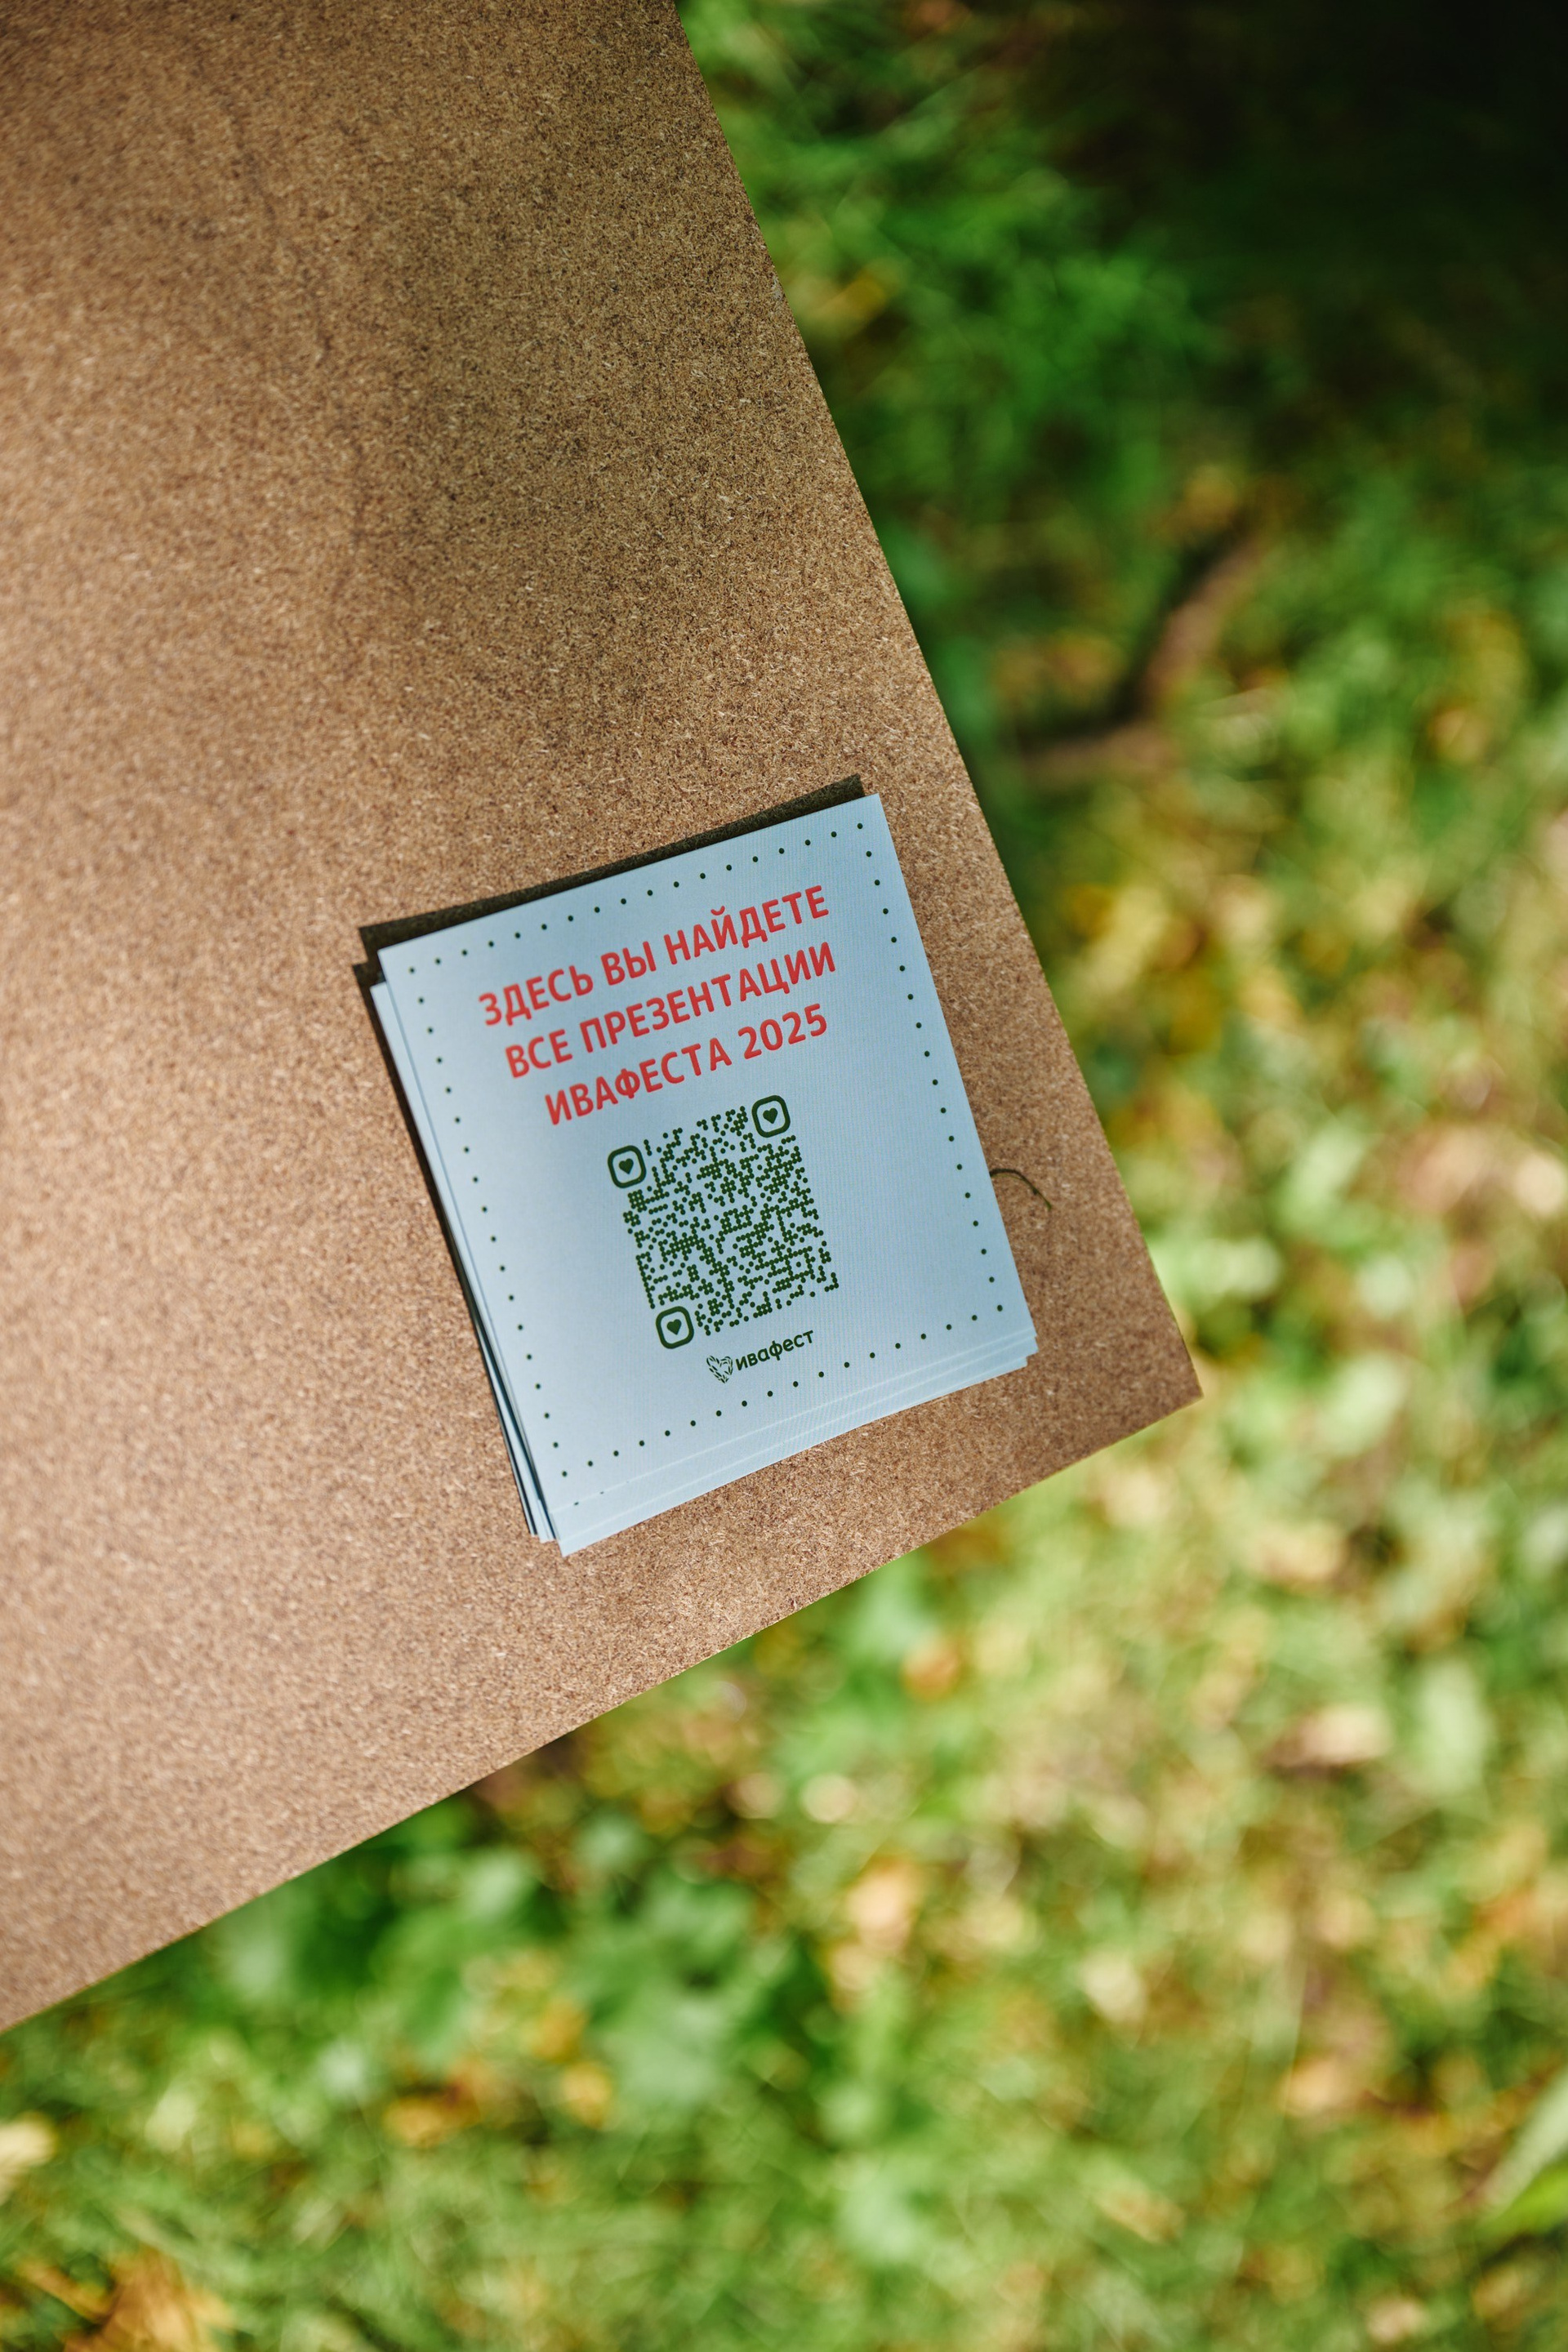 ЗДЕСЬ ВЫ НАЙДЕТЕ
ВСЕ ПРЕЗЕНТАЦИИ
ИВАФЕСТА 2025
ивафест